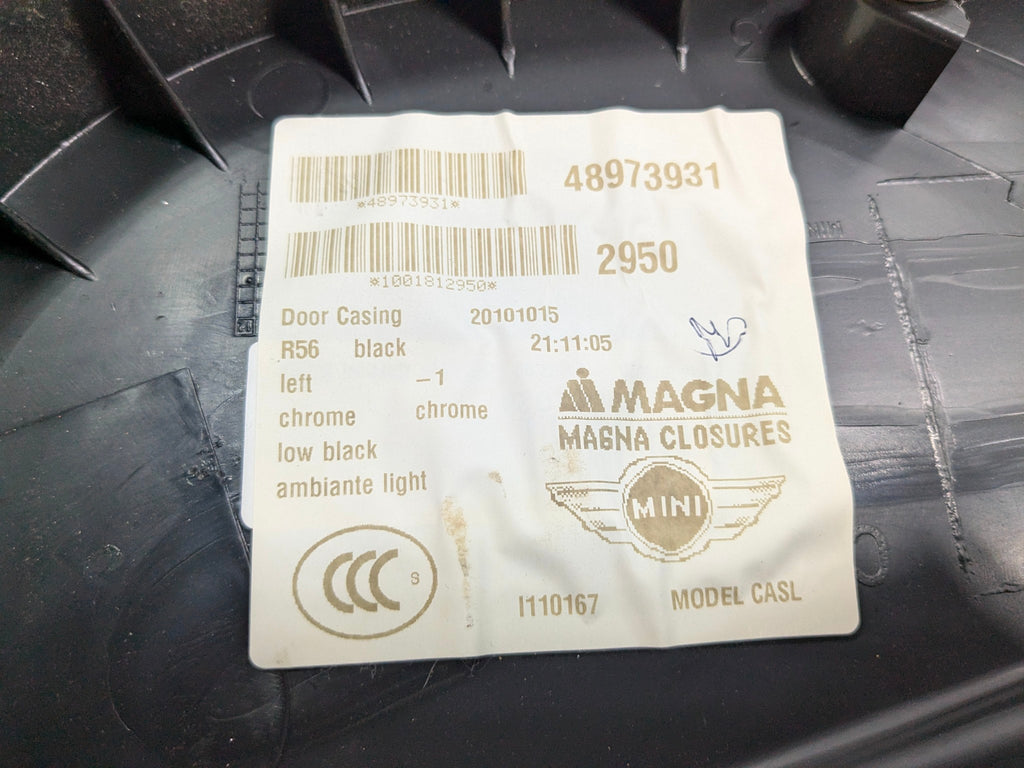 48973931
*48973931*
2950
*1001812950*
Door Casing 20101015
R56 black 21:11:05
left -1
chrome chrome
low black
ambiante light
MAGNA
MAGNA CLOSURES
MINI
CCC S
I110167 MODEL CASL